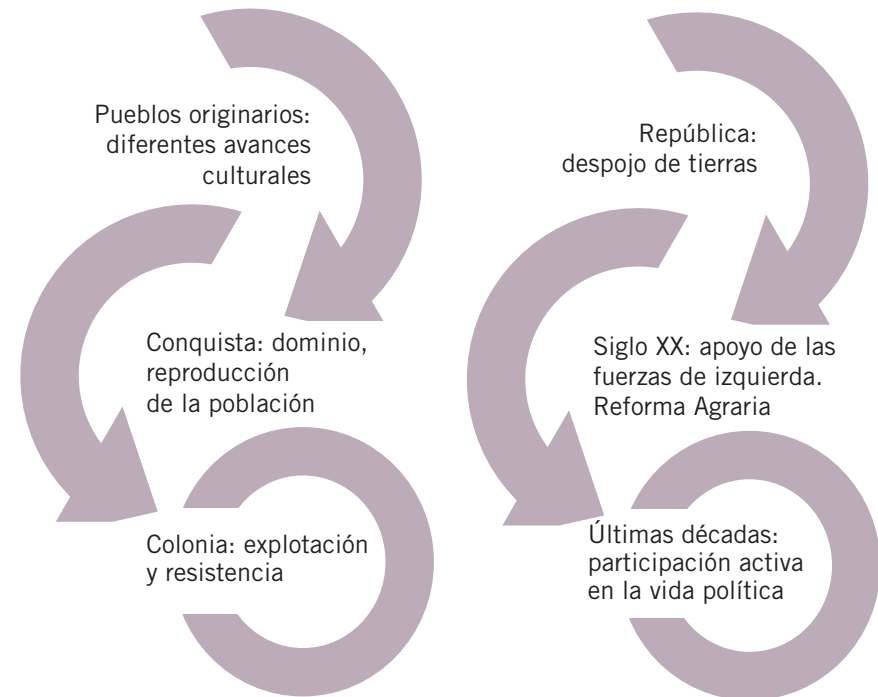 Pueblos originarios:
diferentes avances
culturales
Conquista: dominio,
reproducción
de la población
Colonia: explotación
y resistencia
República:
despojo de tierras
Siglo XX: apoyo de las
fuerzas de izquierda.
Reforma Agraria
Últimas décadas:
participación activa
en la vida política